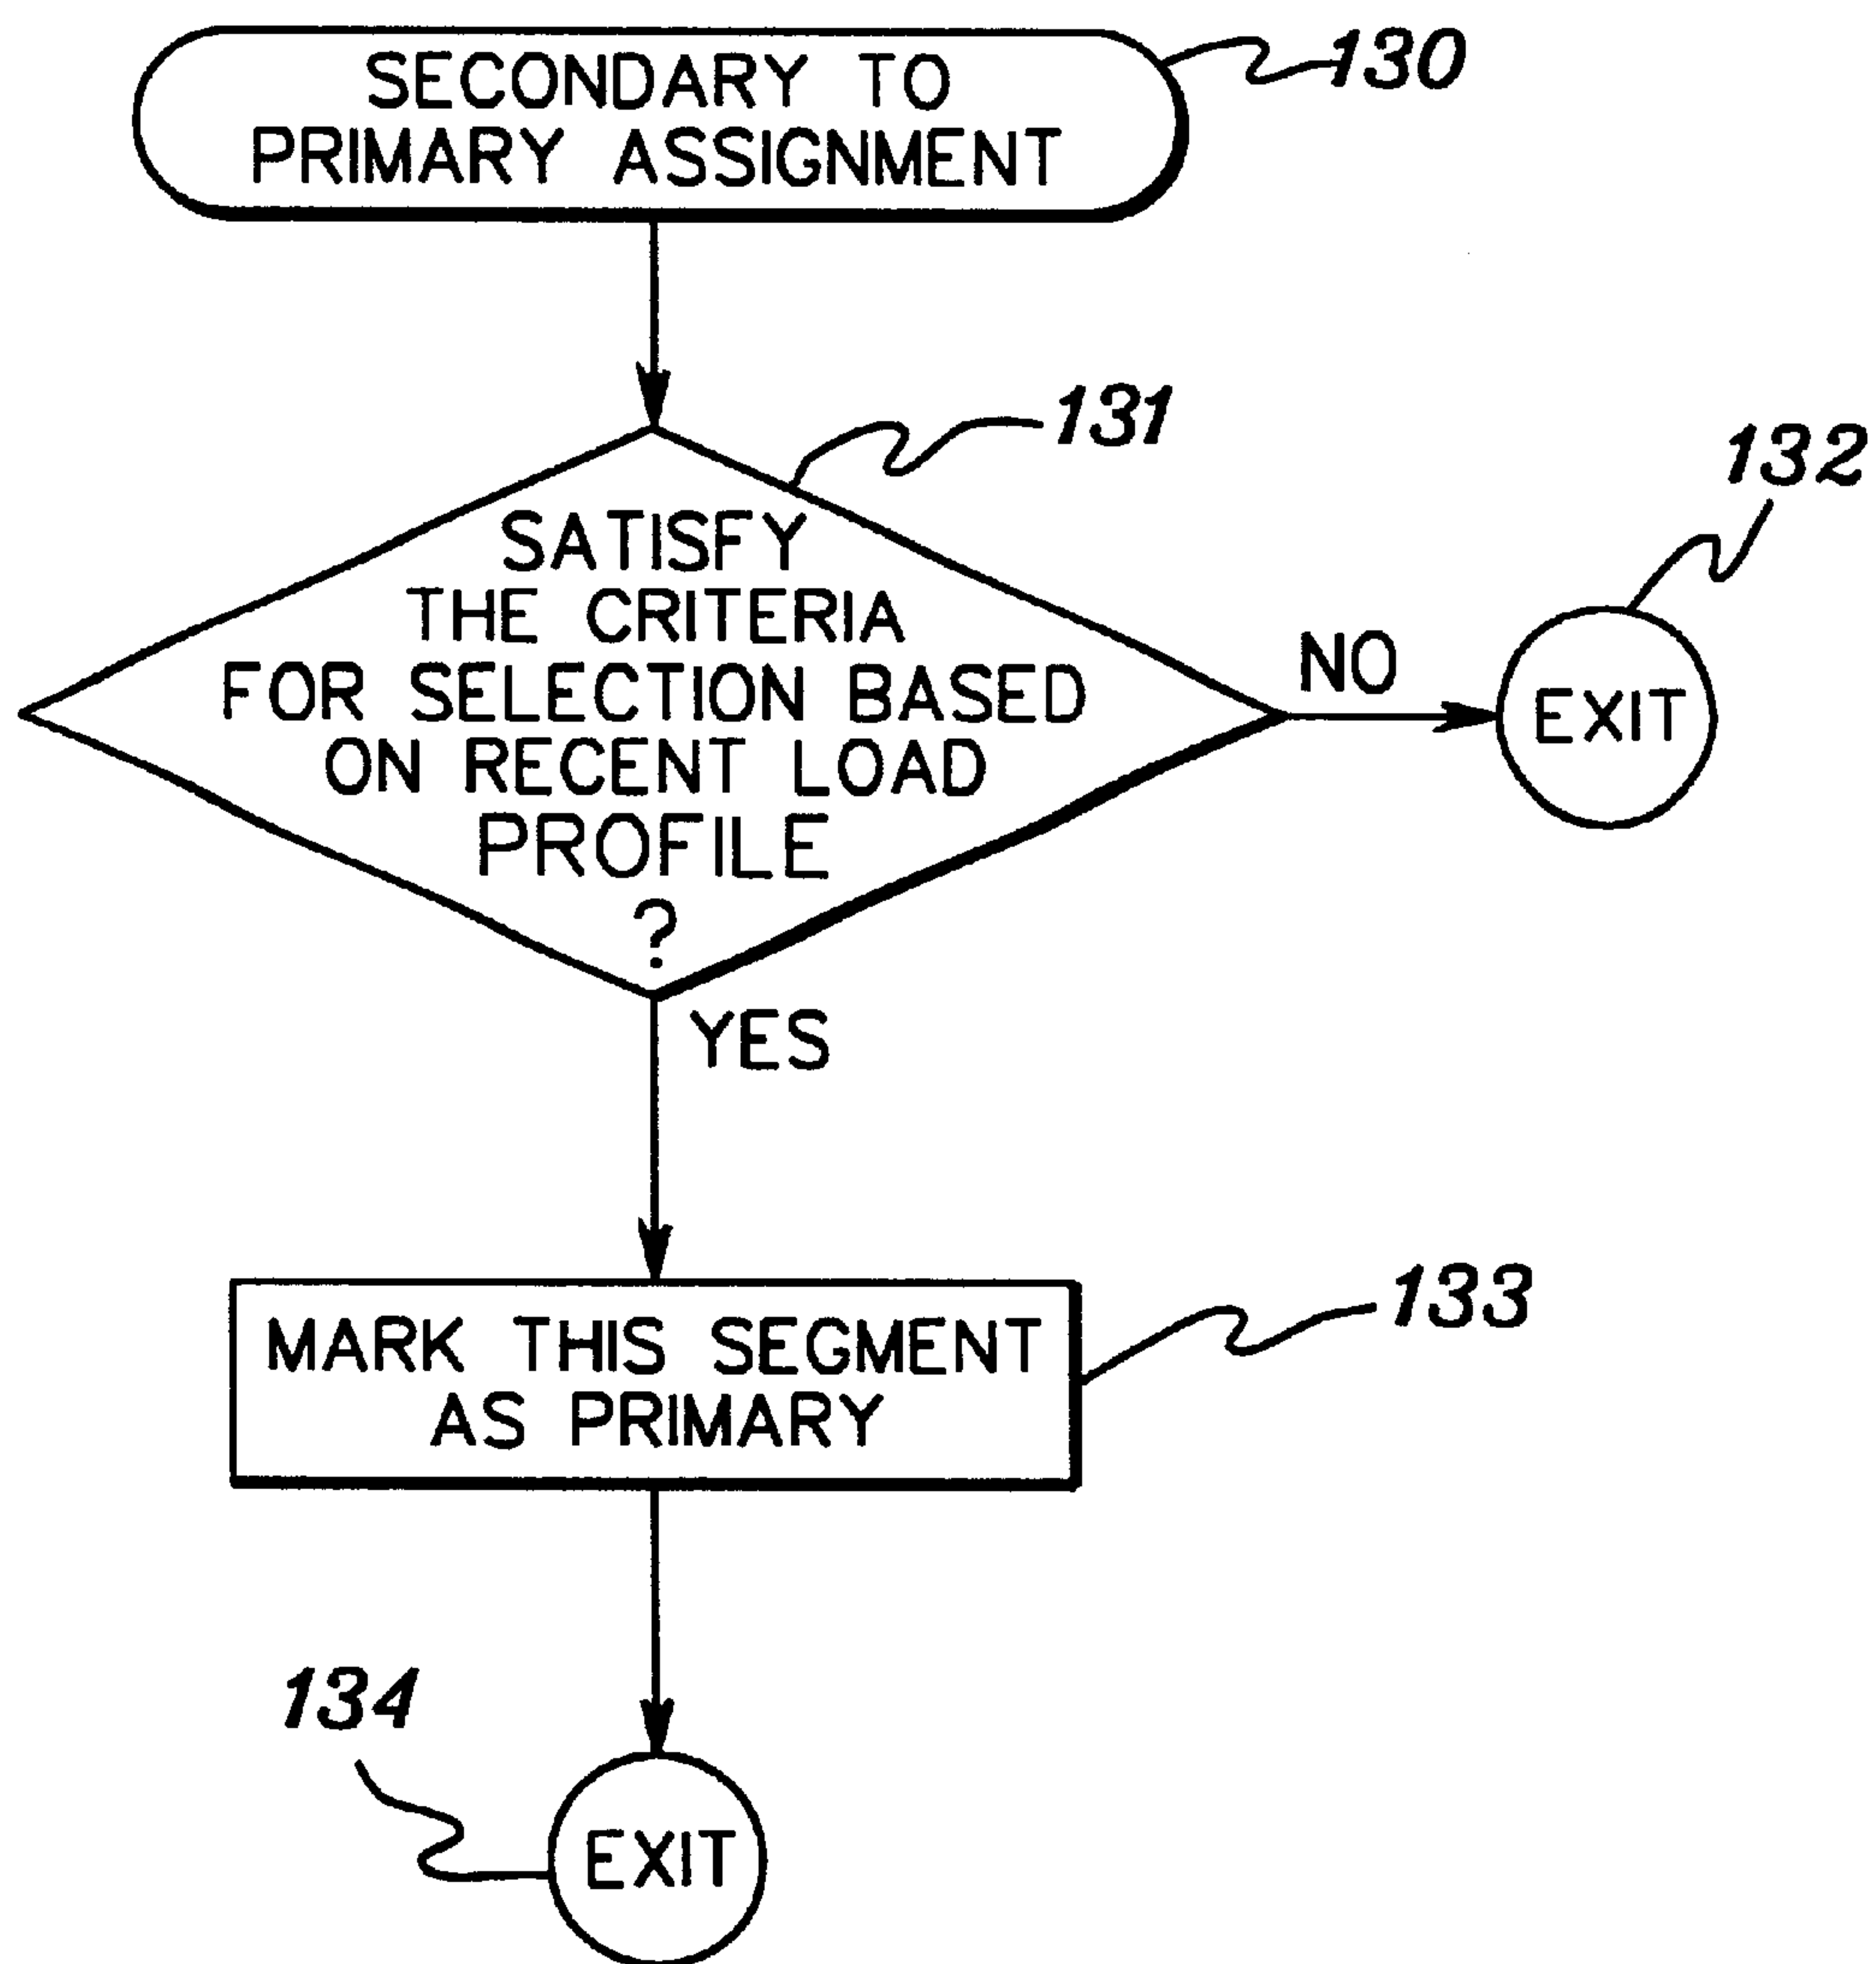 SECONDARY TO
PRIMARY ASSIGNMENT
130
131
132
SATISFY
THE CRITERIA
FOR SELECTION BASED
ON RECENT LOAD
PROFILE
?
NO
EXIT
YES
MARK THIS SEGMENT
AS PRIMARY
133
134
EXIT